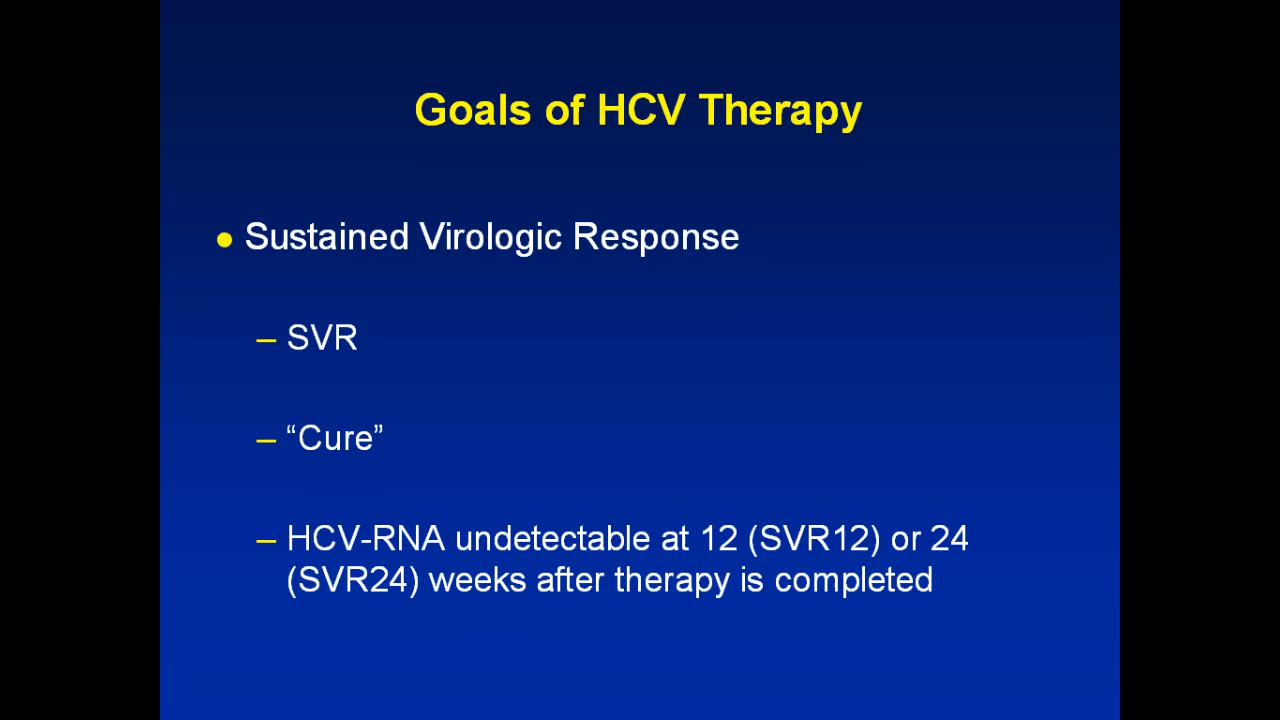 Goals of HCV Therapy
● Sustained Virologic Response
– SVR
– “Cure”
– HCV-RNA undetectable at 12 (SVR12) or 24
(SVR24) weeks after therapy is completed